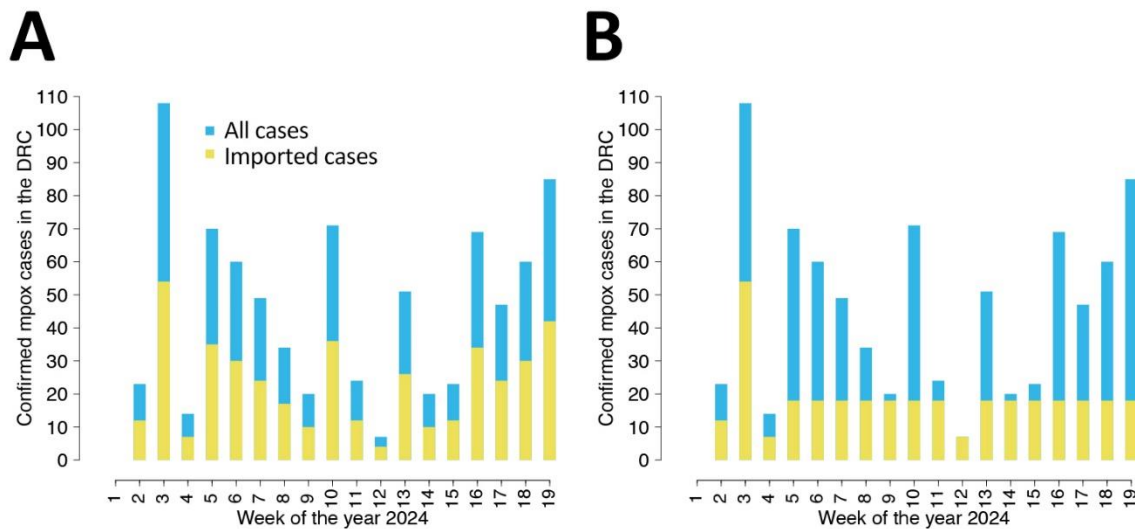 A
Confirmed mpox cases in the DRC
110
100
90
80
70
60
50
40
30
20
10
0
All cases
Imported cases
1 2 3 4 5 6 7 8 9 10 11 12 13 14 15 16 17 18 19
Week of the year 2024
B
Confirmed mpox cases in the DRC
110
100
90
80
70
60
50
40
30
20
10
0
1 2 3 4 5 6 7 8 9 10 11 12 13 14 15 16 17 18 19
Week of the year 2024